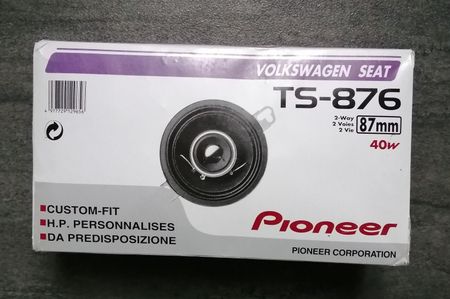 VOLKSWAGEN SEAT
TS-876
2-Way
2 Voies
2 Vie
87mm
40w
CUSTOM-FIT
H.P. PERSONNALISES
DA PREDISPOSIZIONE
Pioneer
PIONEER CORPORATION